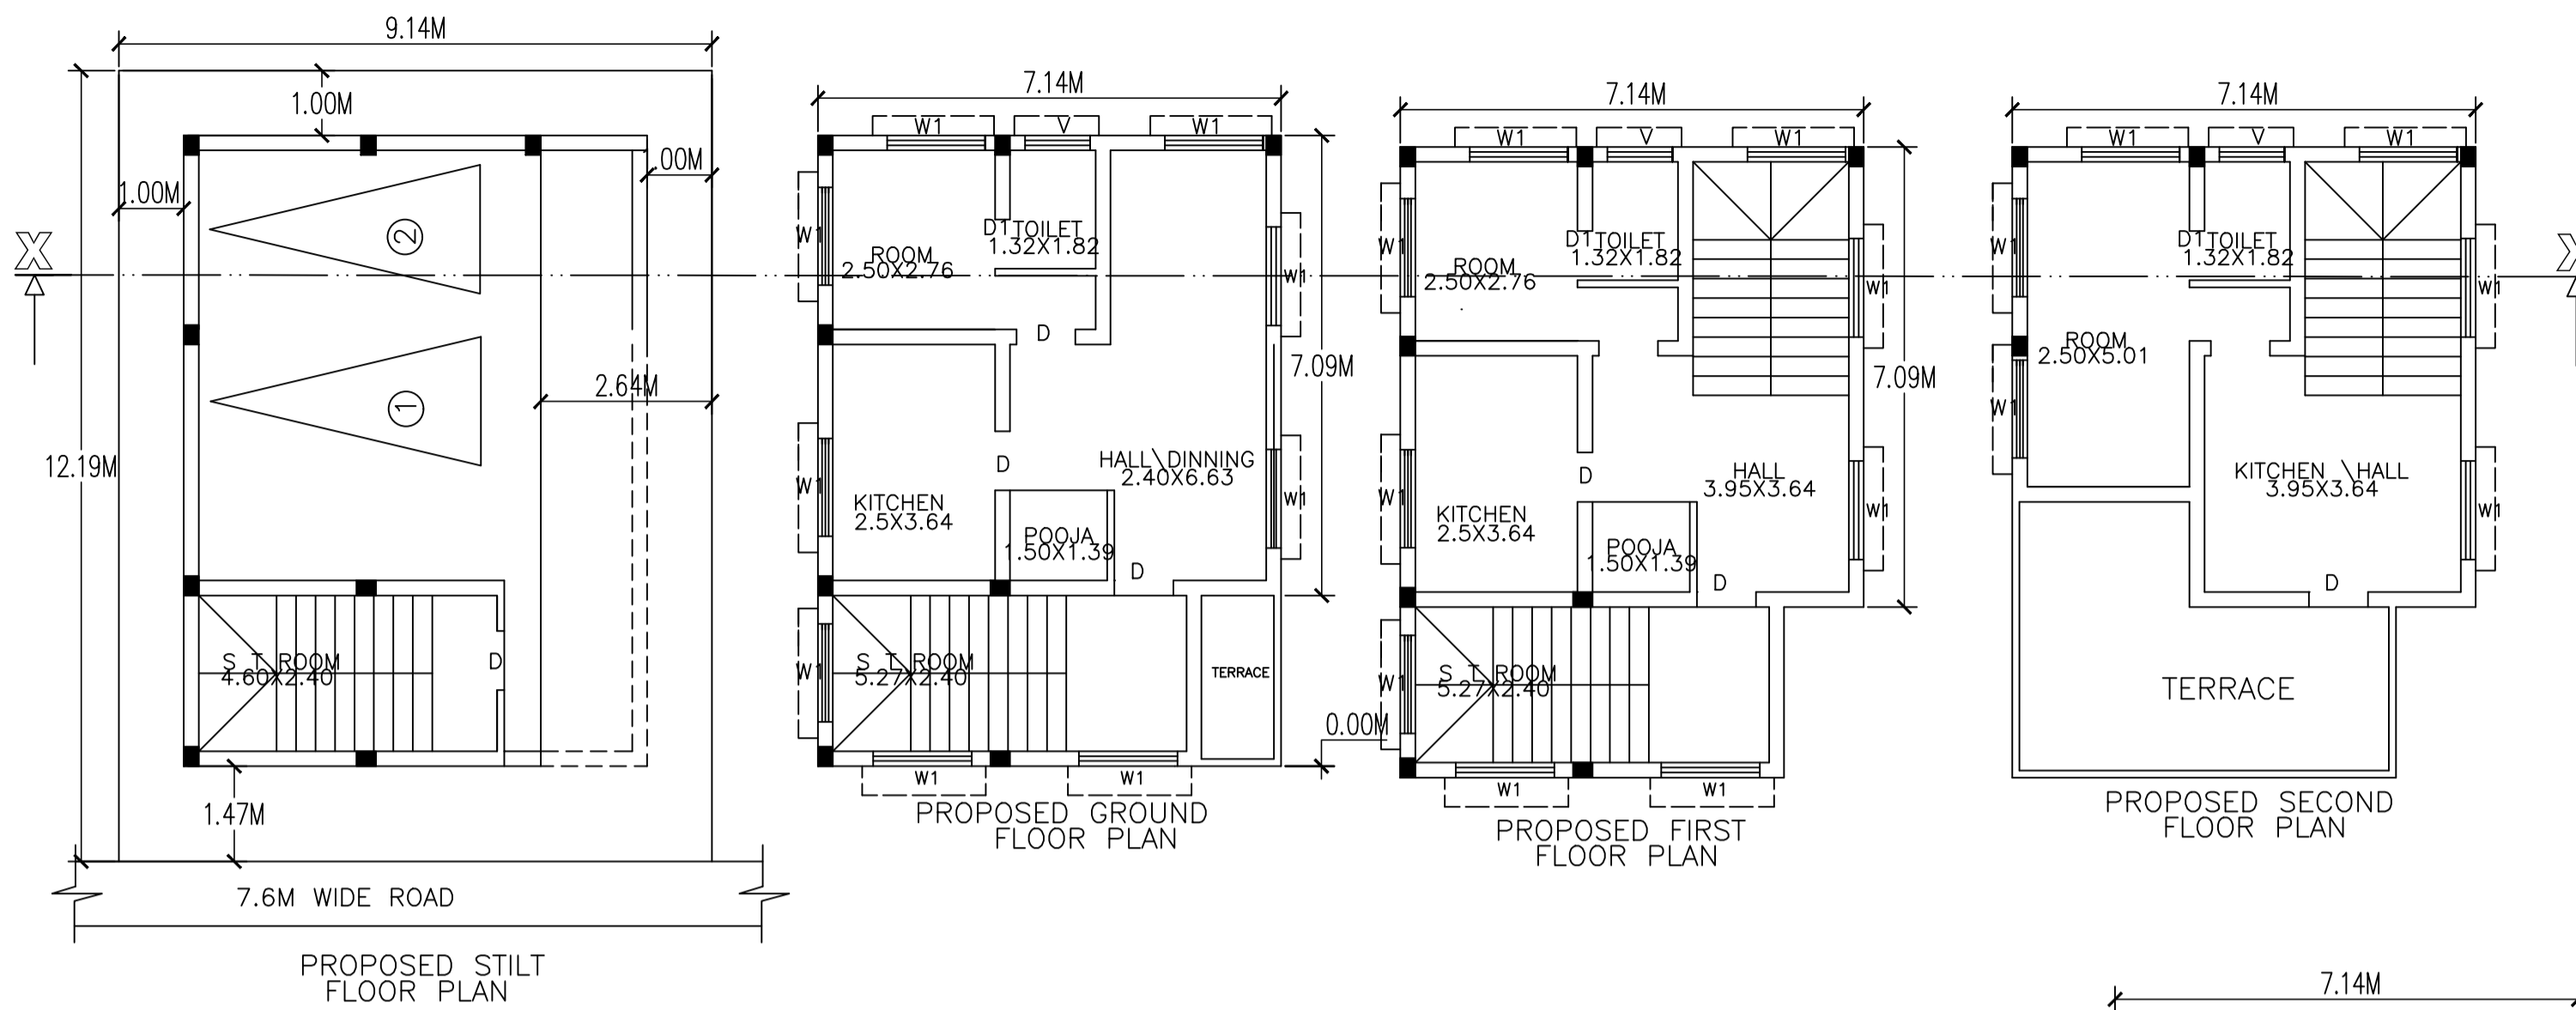 9.14M
1.00M
.00M
1.00M
X
2
2.64M
1
12.19M
S T ROOM
4.60X2.40
D
1.47M
7.6M WIDE ROAD
PROPOSED STILT
FLOOR PLAN
7.14M
W1
V
W1
W1
D1
TOILET
1.32X1.82
ROOM
2.50X2.76
W1
D
7.09M
D
HALL\DINNING
2.40X6.63
W1
KITCHEN
2.5X3.64
W1
POOJA
1.50X1.39
D
W1
S T ROOM
5.27X2.40
TERRACE
0.00M
W1
W1
PROPOSED GROUND
FLOOR PLAN
7.14M
W1
V
W1
W1
D1
TOILET
1.32X1.82
ROOM
2.50X2.76
W1
7.09M
D
HALL
3.95X3.64
W1
KITCHEN
2.5X3.64
W1
POOJA
1.50X1.39
D
W1
S T ROOM
5.27X2.40
W1
W1
PROPOSED FIRST
FLOOR PLAN
7.14M
W1
V
W1
W1
D1
TOILET
1.32X1.82
W1
ROOM
2.50X5.01
W1
KITCHEN \HALL
3.95X3.64
W1
D
TERRACE
PROPOSED SECOND
FLOOR PLAN
7.14M